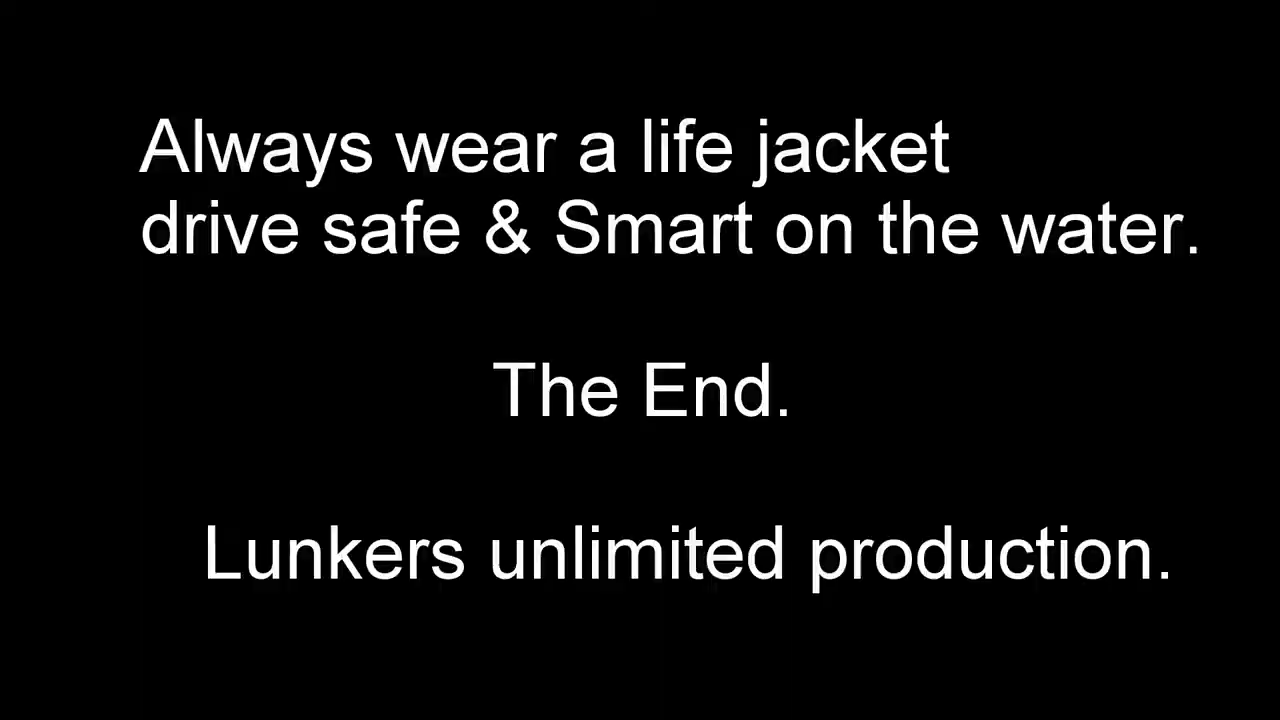 Always wear a life jacket
drive safe & Smart on the water.
The End.
Lunkers unlimited production.